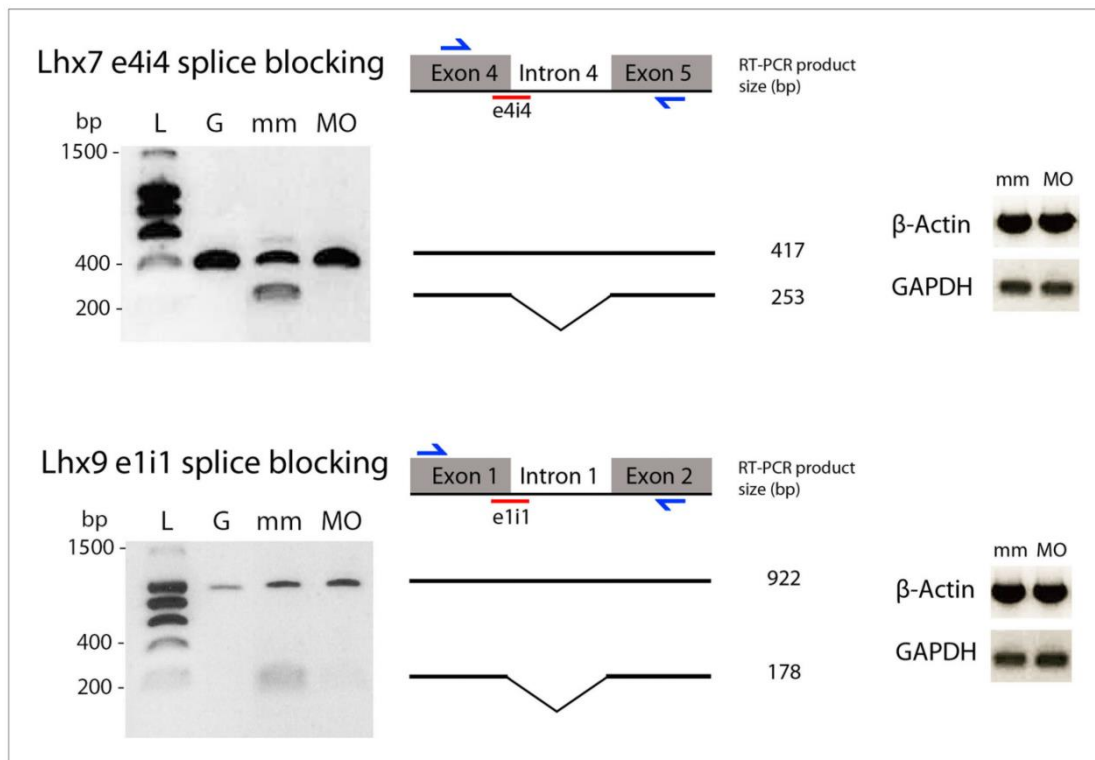 Lhx7 e4i4 splice blocking
Exon 4 Intron 4 Exon 5
e4i4
RT-PCR product
size (bp)
bp L G mm MO
1500 -
400 -
200 -
417
253
mm MO
β-Actin
GAPDH
Lhx9 e1i1 splice blocking
Exon 1 Intron 1 Exon 2
e1i1
RT-PCR product
size (bp)
bp L G mm MO
1500 -
400 -
200 -
922
178
mm MO
β-Actin
GAPDH